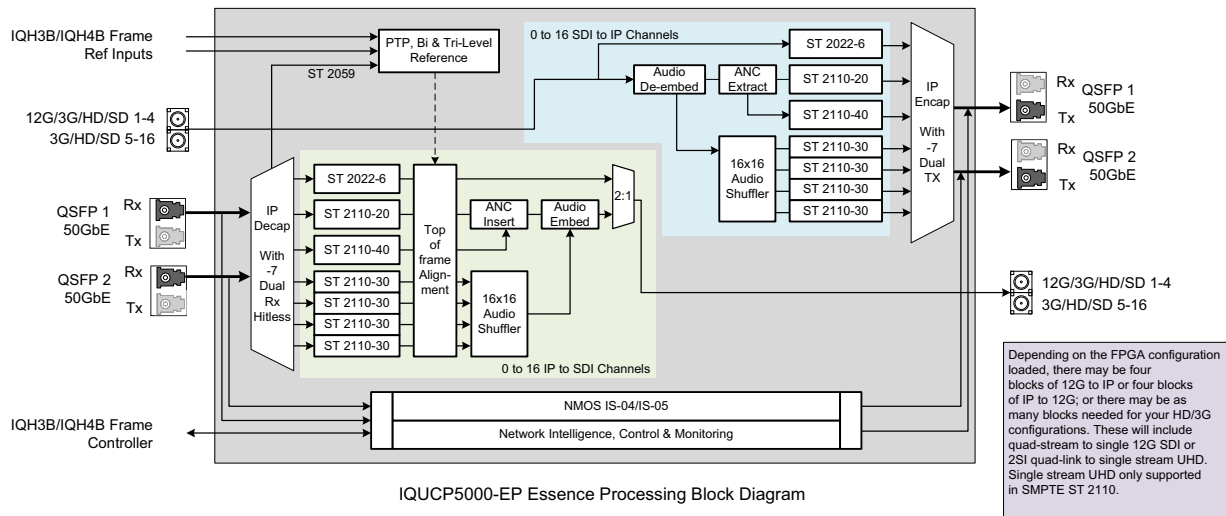 IQH3B/IQH4B Frame
Ref Inputs
PTP, Bi & Tri-Level
Reference
ST 2059
12G/3G/HD/SD 1-4
3G/HD/SD 5-16
0 to 16 SDI to IP Channels
Audio
De-embed
ANC
Extract
ST 2022-6
ST 2110-20
ST 2110-40
16x16
Audio
Shuffler
ST 2110-30
ST 2110-30
ST 2110-30
ST 2110-30
IP
Encap
With
-7
Dual
TX
Rx
Tx
QSFP 1
50GbE
Rx
Tx
QSFP 2
50GbE
QSFP 1
50GbE
Rx
Tx
QSFP 2
50GbE
Rx
Tx
IP
Decap
With
-7
Dual
Rx
Hitless
ST 2022-6
ST 2110-20
ST 2110-40
ST 2110-30
ST 2110-30
ST 2110-30
ST 2110-30
Top
of
frame
Align-
ment
ANC
Insert
Audio
Embed
2:1
16x16
Audio
Shuffler
0 to 16 IP to SDI Channels
12G/3G/HD/SD 1-4
3G/HD/SD 5-16
IQH3B/IQH4B Frame
Controller
NMOS IS-04/IS-05
Network Intelligence, Control & Monitoring
Depending on the FPGA configuration
loaded, there may be four
blocks of 12G to IP or four blocks
of IP to 12G; or there may be as
many blocks needed for your HD/3G
configurations. These will include
quad-stream to single 12G SDI or
2SI quad-link to single stream UHD.
Single stream UHD only supported
in SMPTE ST 2110.
IQUCP5000-EP Essence Processing Block Diagram